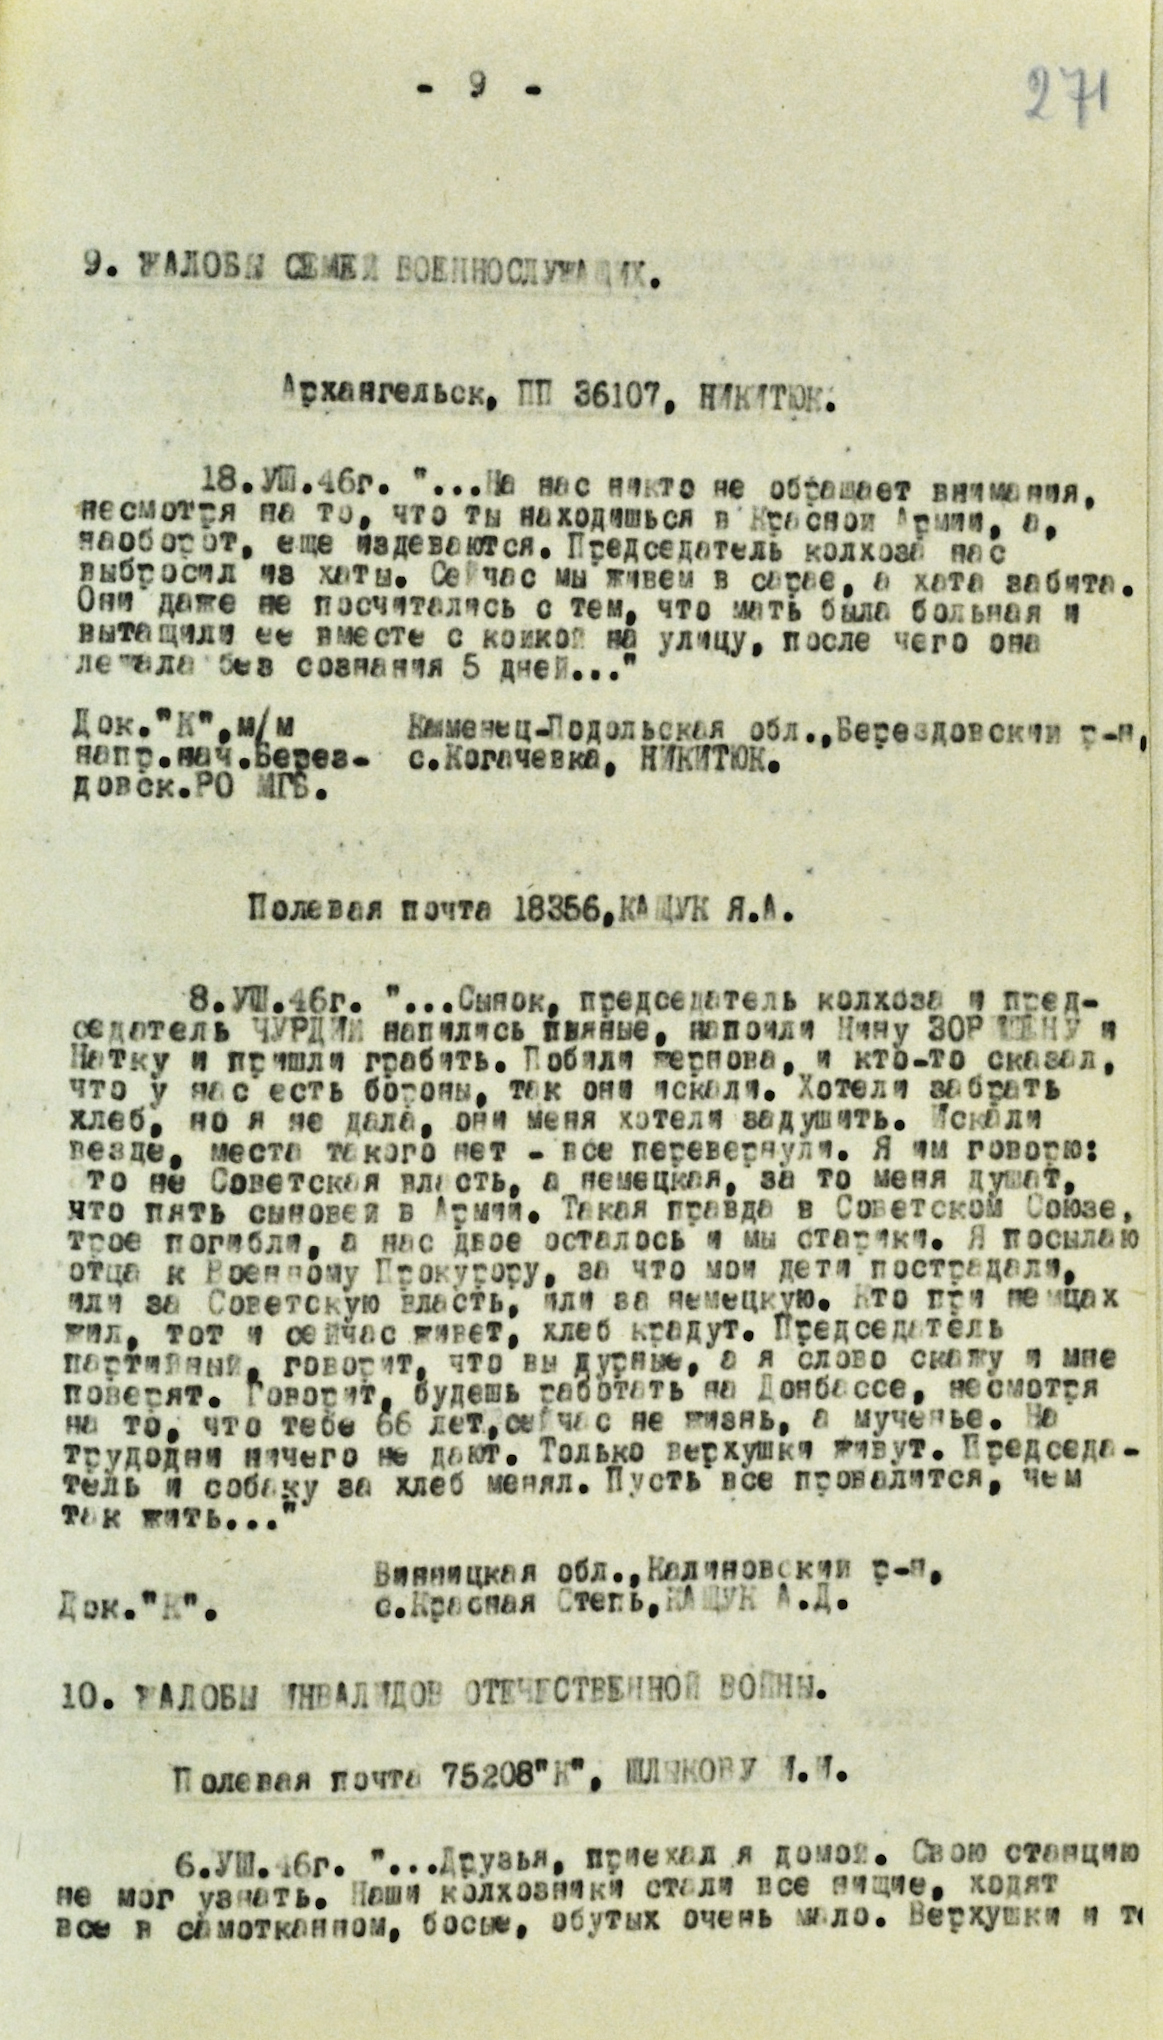 - 9 -
271
9. ЖАЛОБЫ СЕМЕЙ ВОЕННОСЛУЖАЩИХ.
Архангельск, ПП 36107, НИКИТЮК.
18.УШ.46г. "...На нас никто не обращает внимания,
несмотря на то, что ты находишься в Красной Армии, а,
наоборот, еще издеваются. Председатель колхоза нас
выбросил из хаты. Сейчас мы живем в сарае, а хата забита.
Они даже не посчитались с тем, что мать была больная и
вытащили ее вместе с койкой на улицу, после чего она
лежала без сознания 5 дней..."
Док."К",м/м
напр.нач.Берез-
довск.РО МГБ.
Каменец-Подольская обл.,Берездовский р-н,
с.Когачевка, НИКИТЮК.
Полевая почта 18356,КАЩУК Я.А.
8.УШ.46г. "...Сынок, председатель колхоза и пред-
седатель ЧУРДИИ напились пьяные, напоили Нину и
Натку и пришли грабить. Побили жернова, и кто-то сказал,
что у нас есть бороны, так они искали. Хотели забрать
хлеб, но я не дала, они меня хотели задушить. Искали
везде, места такого нет - все перевернули. Я им говорю:
то не Советская власть, а немецкая, за то меня душат,
что пять сыновей в Армии. Такая правда в Советском Союзе,
трое погибли, а нас двое осталось и мы старики. Я посылаю
отца к Военному Прокурору, за что мои дети пострадали,
или за Советскую власть, или за немецкую. Кто при немцах
жил, тот и сейчас живет, хлеб крадут. Председатель
партийный, говорит, что вы дурные, а я слово скажу и мне
поверят. Говорит, будешь работать на Донбассе, несмотря
на то, что тебе 66 лет,сейчас не жизнь, а мученье. На
трудодни ничего не дают. Только верхушки живут. Председа-
тель и собаку за хлеб менял. Пусть все провалится, чем
так жить..."
Док."К".
Винницкая обл.,Калиновский р-н,
с.Красная Степь,КАЩУК А.Д.
10. ЖАЛОБЫ ИНВАЛИДОВ ОТЕЧЕСТВЕННОЙ ВОЙНЫ.
Полевая почта 75208"К", ШЛЯКОВУ И.И.
6.УШ.46г. "...Друзья, приехал я домой. Свою станцию
не мог узнать. Наши колхозники стали все нищие, ходят
все в самотканном, босые, обутых очень мало. Верхушки и